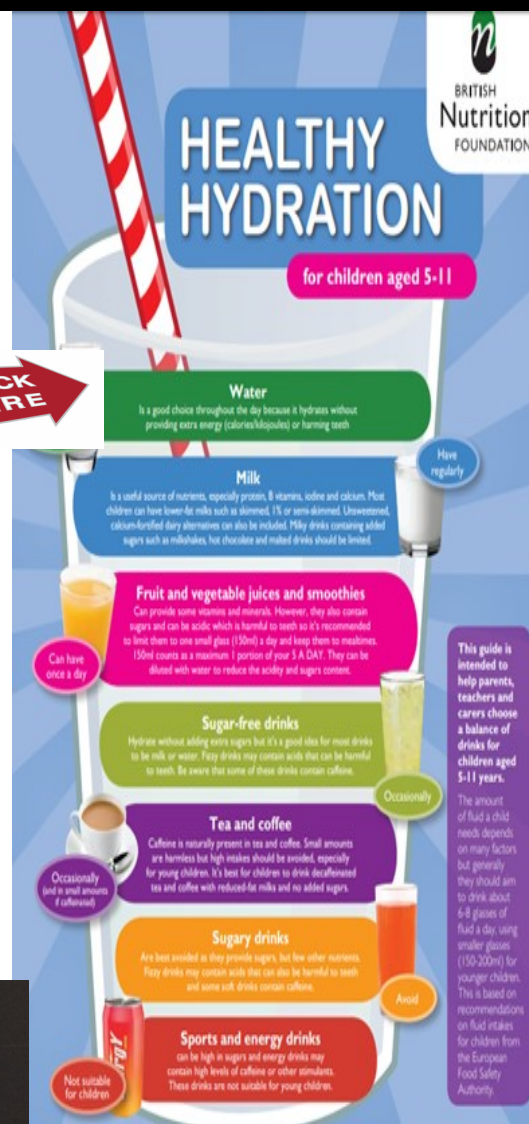 BRITISH
Nutrition
FOUNDATION
HEALTHY
HYDRATION
for children aged 5-11
CK
RE
Water
Is a good choice throughout the day because it hydrates without
providing extra energy (calories/kilojoules) or harming teeth
Have
regularly
Milk
Is a useful source of nutrients, especially protein, B vitamins, iodine and calcium. Most
children can have lower-fat milks such as skimmed, 1% or semi-skimmed. Unsweetened,
calcium-fortified dairy alternatives can also be included. Milky drinks containing added
sugars such as milkshakes, hot chocolate and malted drinks should be limited.
Fruit and vegetable juices and smoothies
Can provide some vitamins and minerals. However, they also contain
sugars and can be acidic which is harmful to teeth so it's recommended
to limit them to one small glass (150ml) a day and keep them to mealtimes.
150ml counts as a maximum 1 portion of your 5 A DAY. They can be
diluted with water to reduce the acidity and sugars content.
Can have
once a day
Sugar-free drinks
Hydrate without adding extra sugars but it's a good idea for most drinks
to be milk or water. Fizzy drinks may contain acids that can be harmful
to teeth. Be aware that some of these drinks contain caffeine.
Occasionally
Tea and coffee
Caffeine is naturally present in tea and coffee. Small amounts
are harmless but high intakes should be avoided, especially
for young children. It's best for children to drink decaffeinated
tea and coffee with reduced-fat milks and no added sugars.
Occasionally
(and in small amounts
if caffeinated)
Sugary drinks
Are best avoided as they provide sugars, but few other nutrients.
Fizzy drinks may contain acids that can also be harmful to teeth
and some soft drinks contain caffeine.
Avoid
Sports and energy drinks
can be high in sugars and energy drinks may
contain high levels of caffeine or other stimulants.
These drinks are not suitable for young children.
Not suitable
for children
This guide is
intended to
help parents,
teachers and
carers choose
a balance of
drinks for
children aged
5-11 years.
The amount
of fluid a child
needs depends
on many factors
but generally
they should aim
to drink about
6-8 glasses of
fluid a day, using
smaller glasses
(150-200ml) for
younger children.
This is based on
recommendations
on fluid intakes
for children from
the European
Food Safety
Authority.